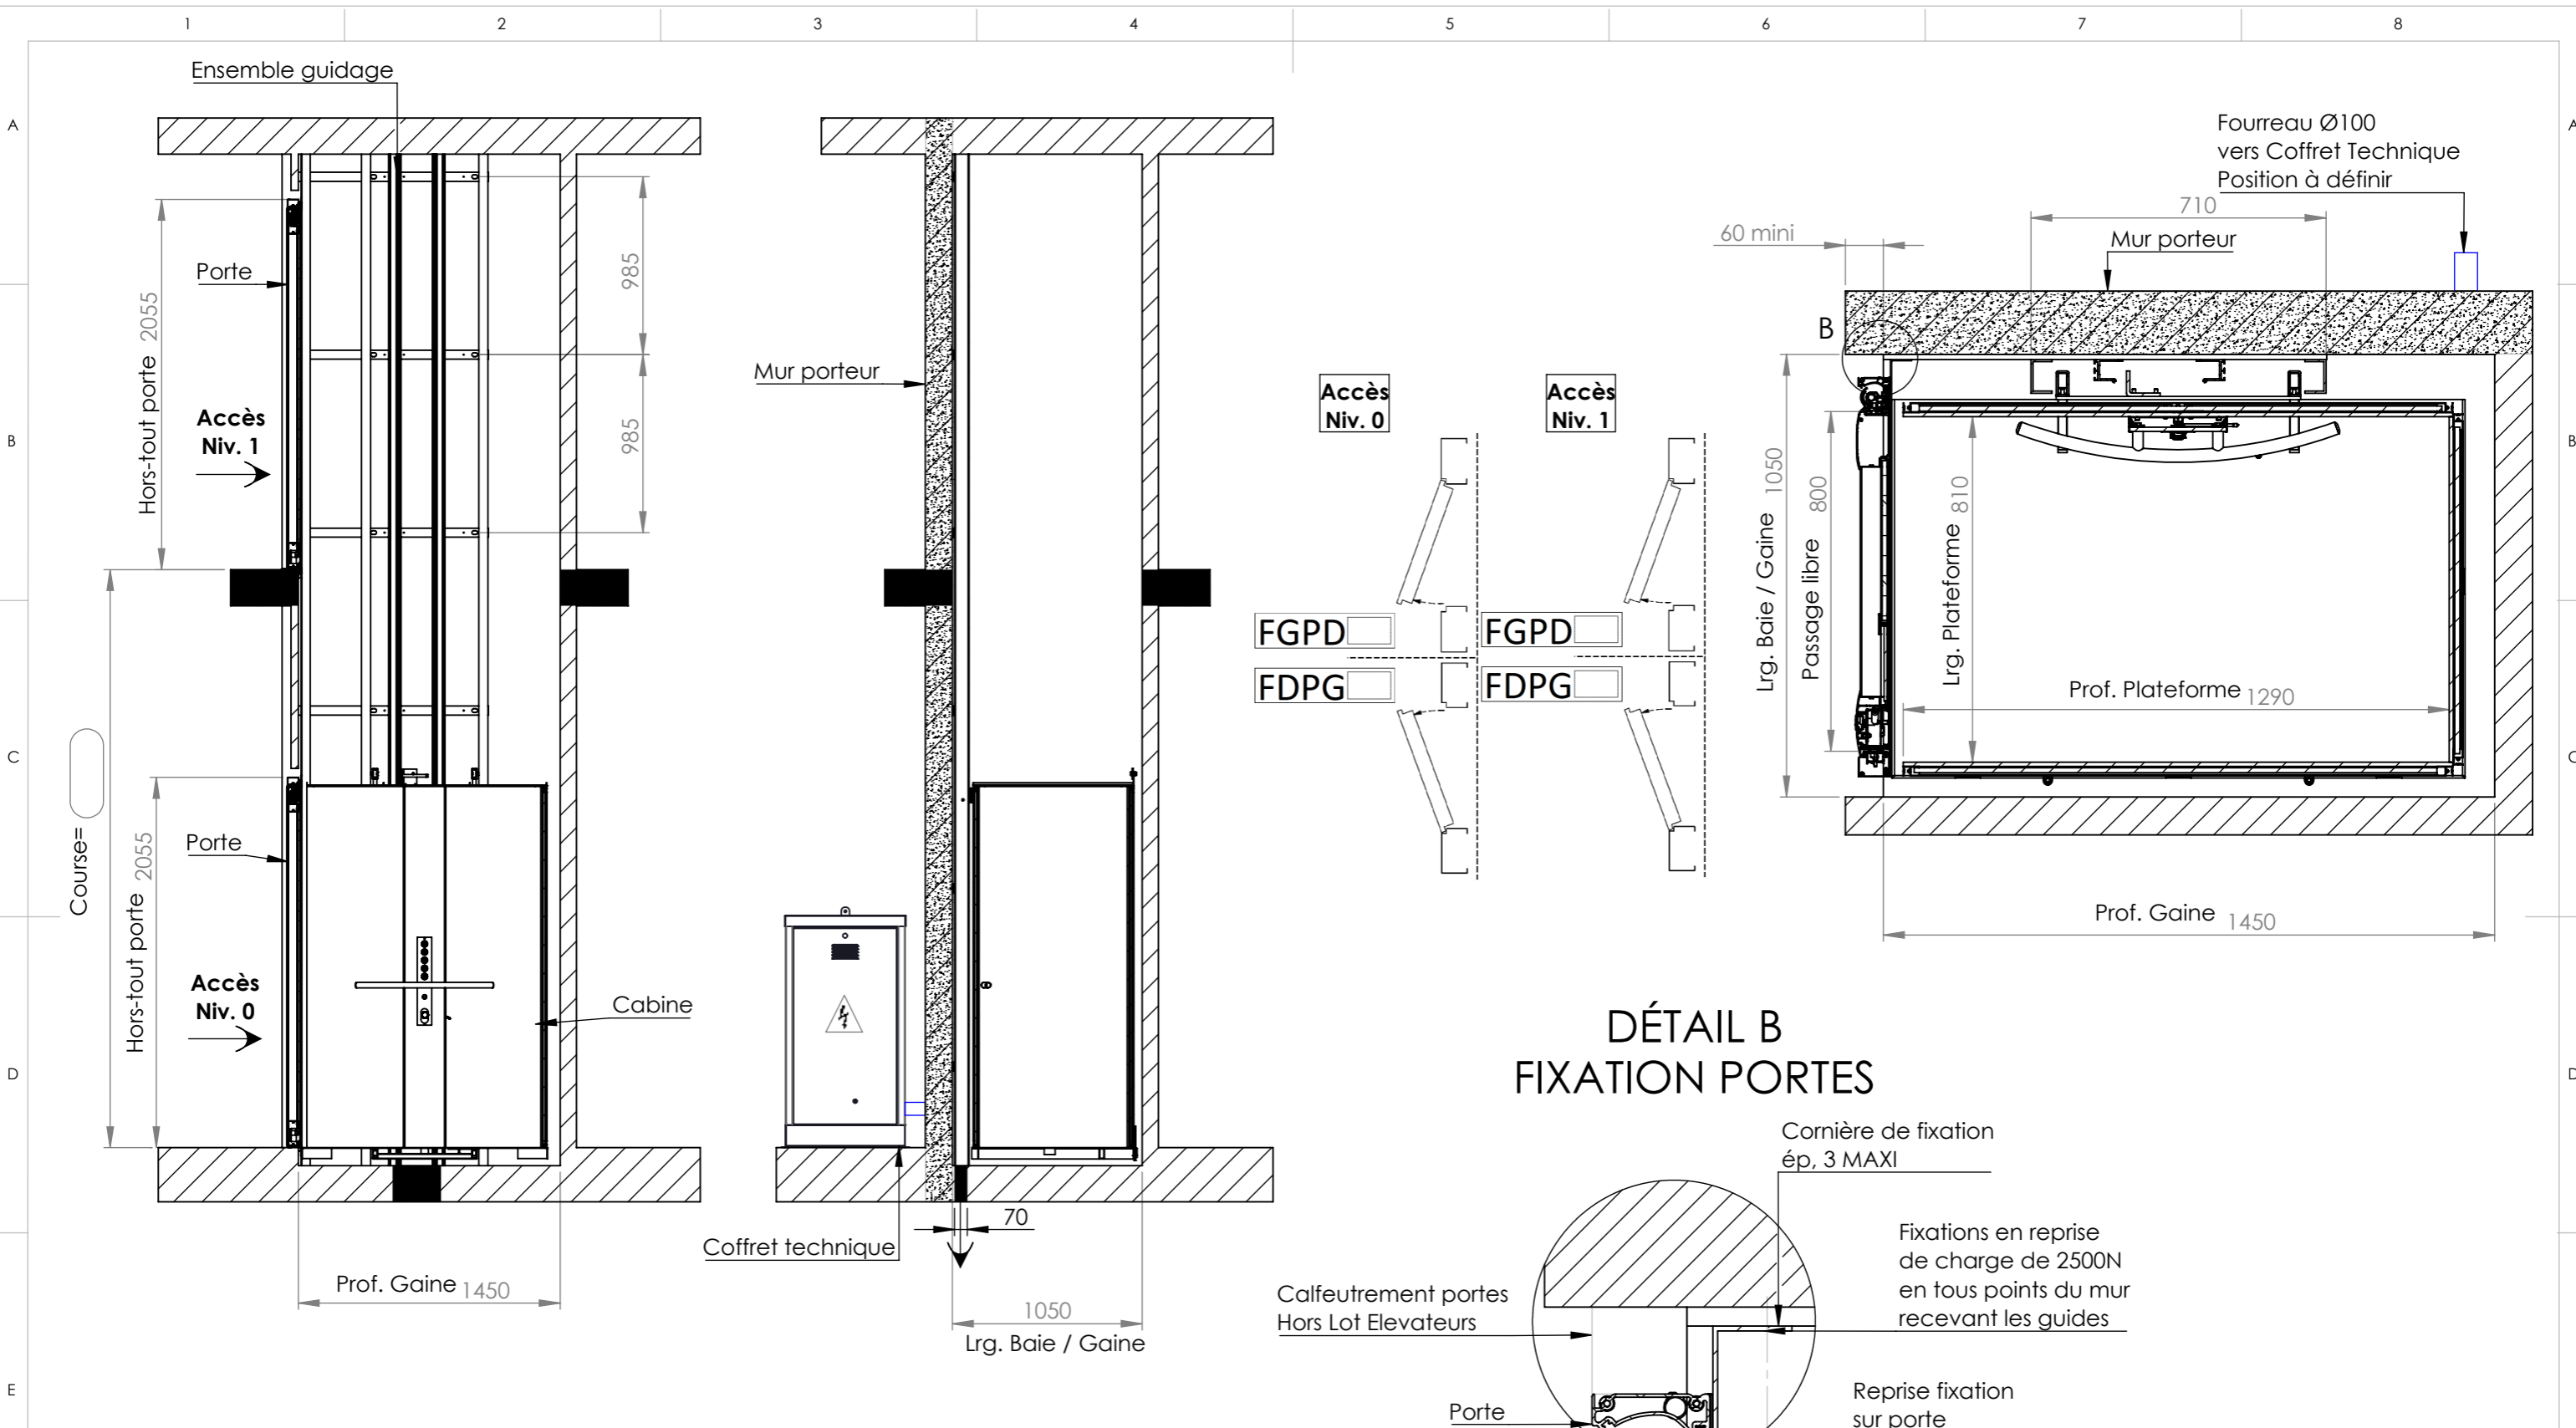 1 2 3 4 5 6 7 8
A
B
C
D
E
A
B
C
Ensemble guidage
Porte
Hors-tout porte 2055
Accès
Niv. 1
985
985
Course=
Porte
Hors-tout porte 2055
Accès
Niv. 0
Cabine
Prof. Gaine 1450
Mur porteur
Coffret technique
70
1050
Lrg. Baie / Gaine
Accès
Niv. 0
Accès
Niv. 1
FGPD
FDPG
FGPD
FDPG
Fourreau Ø100
vers Coffret Technique
Position à définir
710
60 mini
Mur porteur
B
Lrg. Baie / Gaine 1050
Passage libre 800
Lrg. Plateforme 810
Prof. Plateforme 1290
Prof. Gaine 1450
DÉTAIL B
FIXATION PORTES
Cornière de fixation
ép, 3 MAXI
Fixations en reprise
de charge de 2500N
en tous points du mur
recevant les guides
Calfeutrement portes
Hors Lot Elevateurs
Porte
Reprise fixation
sur porte